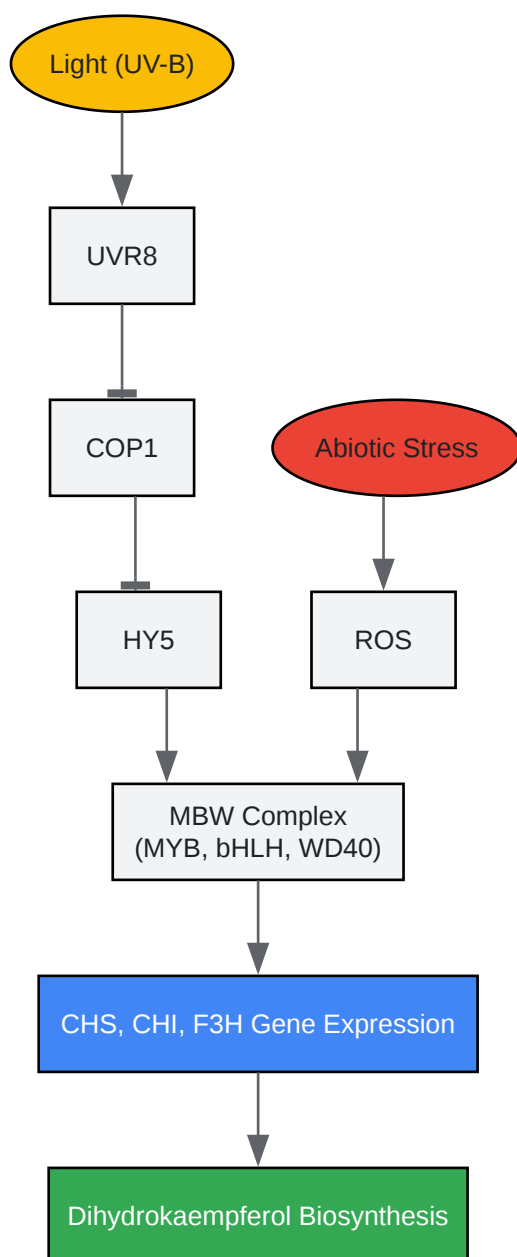 Light (UV-B)
UVR8
COP1
Abiotic Stress
HY5
ROS
MBW Complex
(MYB, bHLH, WD40)
CHS, CHI, F3H Gene Expression
Dihydrokaempferol Biosynthesis